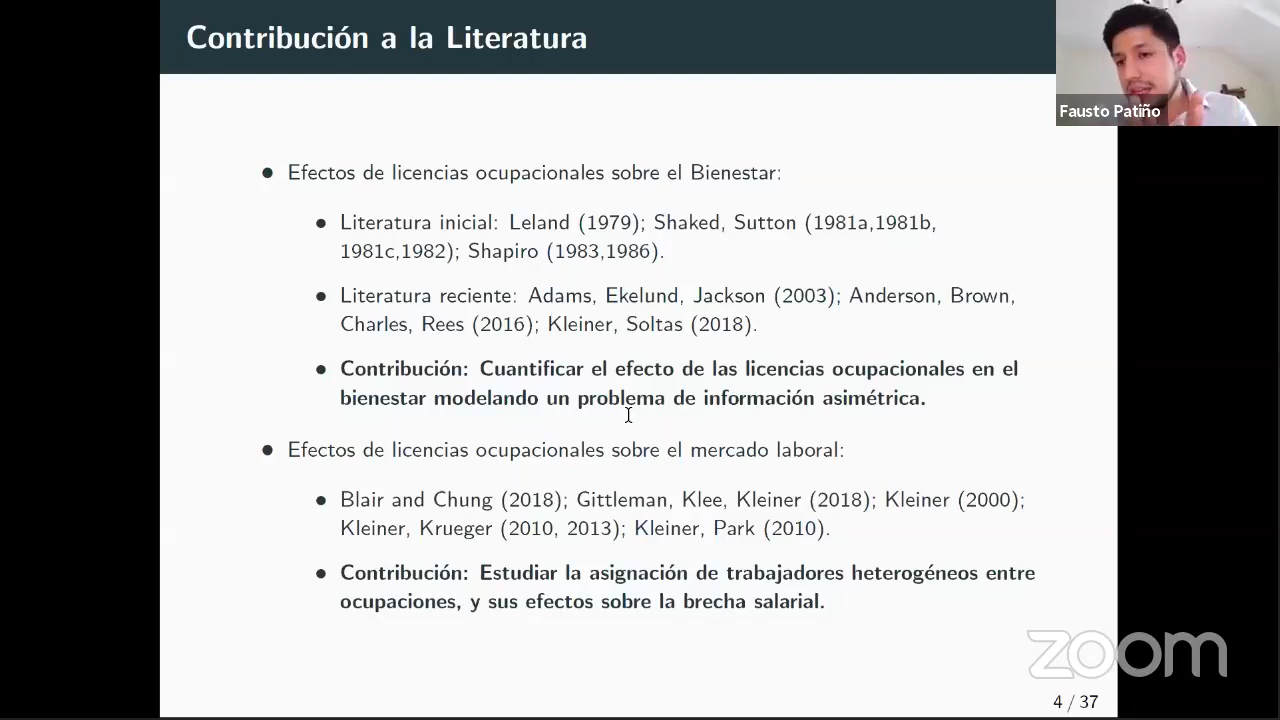 Contribución a la Literatura
Fausto Patiño
• Efectos de licencias ocupacionales sobre el Bienestar:
• Literatura inicial: Leland (1979); Shaked, Sutton (1981a,1981b,
1981c,1982); Shapiro (1983,1986).
• Literatura reciente: Adams, Ekelund, Jackson (2003); Anderson, Brown,
Charles, Rees (2016); Kleiner, Soltas (2018).
• Contribución: Cuantificar el efecto de las licencias ocupacionales en el
bienestar modelando un problema de información asimétrica.
• Efectos de licencias ocupacionales sobre el mercado laboral:
• Blair and Chung (2018); Gittleman, Klee, Kleiner (2018); Kleiner (2000);
Kleiner, Krueger (2010, 2013); Kleiner, Park (2010).
• Contribución: Estudiar la asignación de trabajadores heterogéneos entre
ocupaciones, y sus efectos sobre la brecha salarial.
zoom
4 / 37